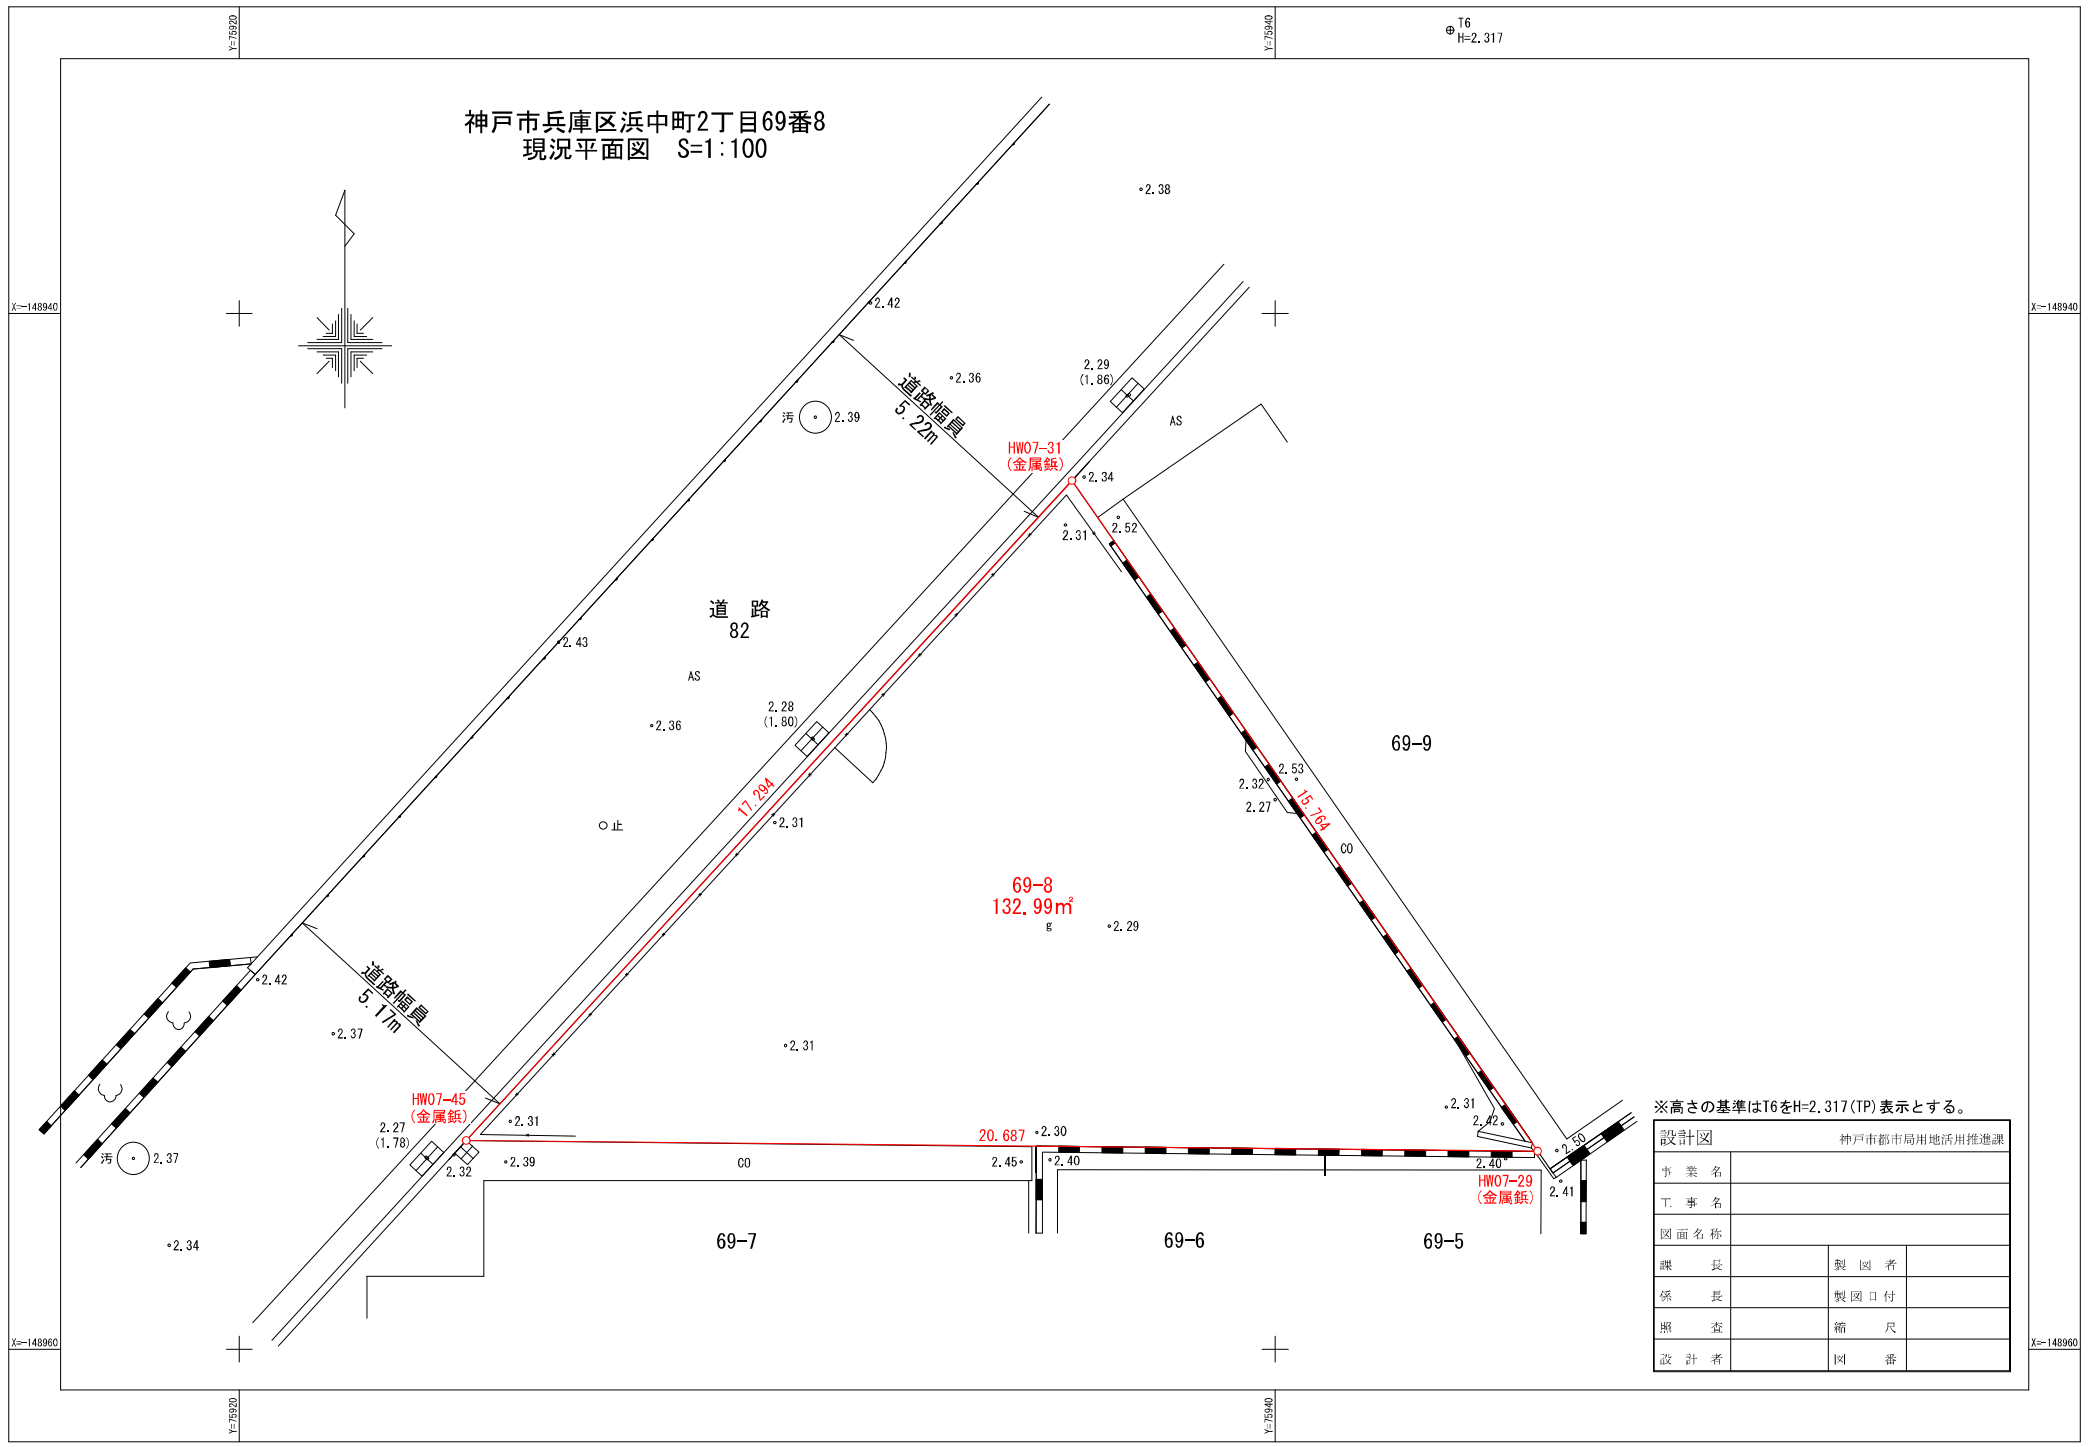 Y=75920
Y=75940
T6
H=2.317
神戸市兵庫区浜中町2丁目69番8
現況平面図 S=1:100
2.38
X=-148940
X=-148940
2.42
2.29
(1.86)
道路幅員
5.22m
2.36
汚
2.39
AS
HW07-31
(金属鋲)
2.34
2.52
2.31
道 路
82
2.43
AS
2.28
(1.80)
2.36
69-9
2.53
2.32
2.27
15.764
17.294
止
2.31
CO
69-8
132.99㎡
g
2.29
2.42
道路幅員
5.17m
2.37
2.31
HW07-45
(金属鋲)
2.27
(1.78)
2.31
2.31
2.42
20.687
2.30
2.50
汚
2.37
2.32
2.39
CO
2.45
2.40
2.40
HW07-29
(金属鋲)
2.41
2.34
69-7
69-6
69-5
※高さの基準はT6をH=2.317(TP)表示とする。
設計図 神戸市都市局用地活用推進課
事業名
工事名
図面名称
課長 製図者
係長 製図日付
照査 縮尺
設計者 図番
X=-148960
X=-148960
Y=75920
Y=75940